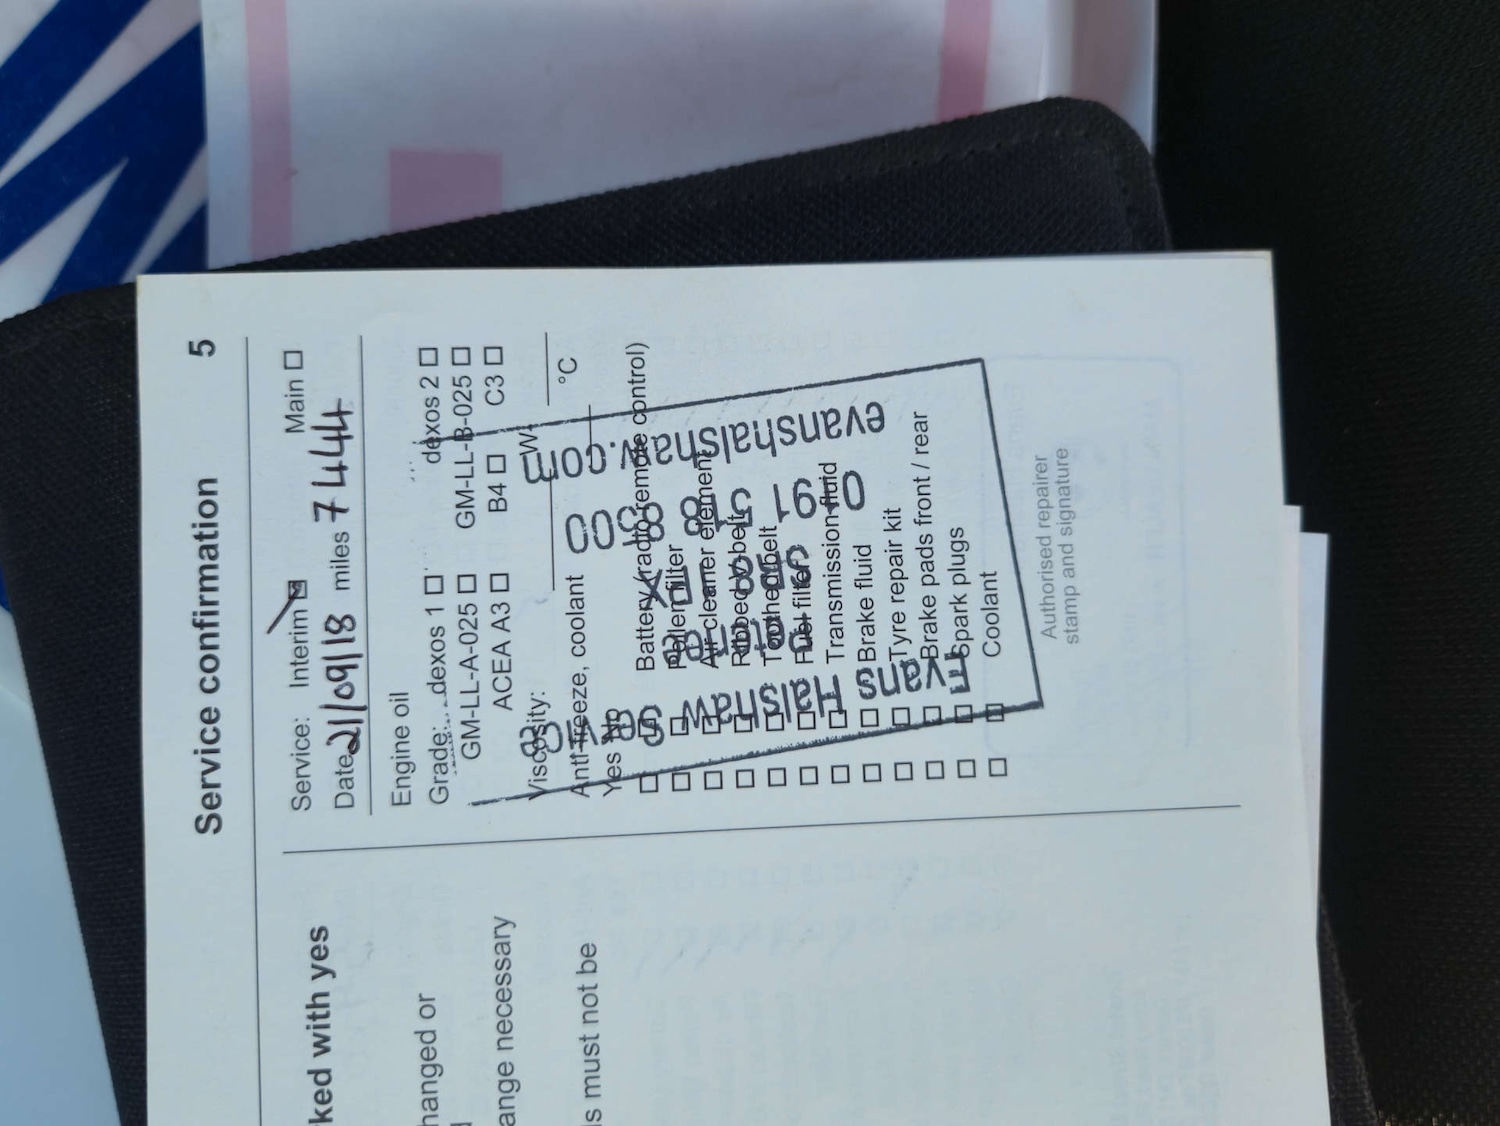 Service confirmation 5
Service: Interim Main
Date 21/09/18 miles 7444
Engine oil
Grade: dexos 1 dexos 2
GM-LL-A-025 GM-LL-B-025
ACEA A3 B4 C3
Viscosity: W-
Anti-freeze, coolant °C
Yes No
Battery (radio remote control)
Pollen filter
Air cleaner element
Ribbed V-belt
Toothed belt
Fuel filter
Transmission fluid
Brake fluid
Tyre repair kit
Brake pads front / rear
Spark plugs
Coolant
Authorised repairer
stamp and signature
Evans Halshaw Service
0191 518 8500
evanshalshaw.com
ked with yes
hanged or
ange necessary
s must not be